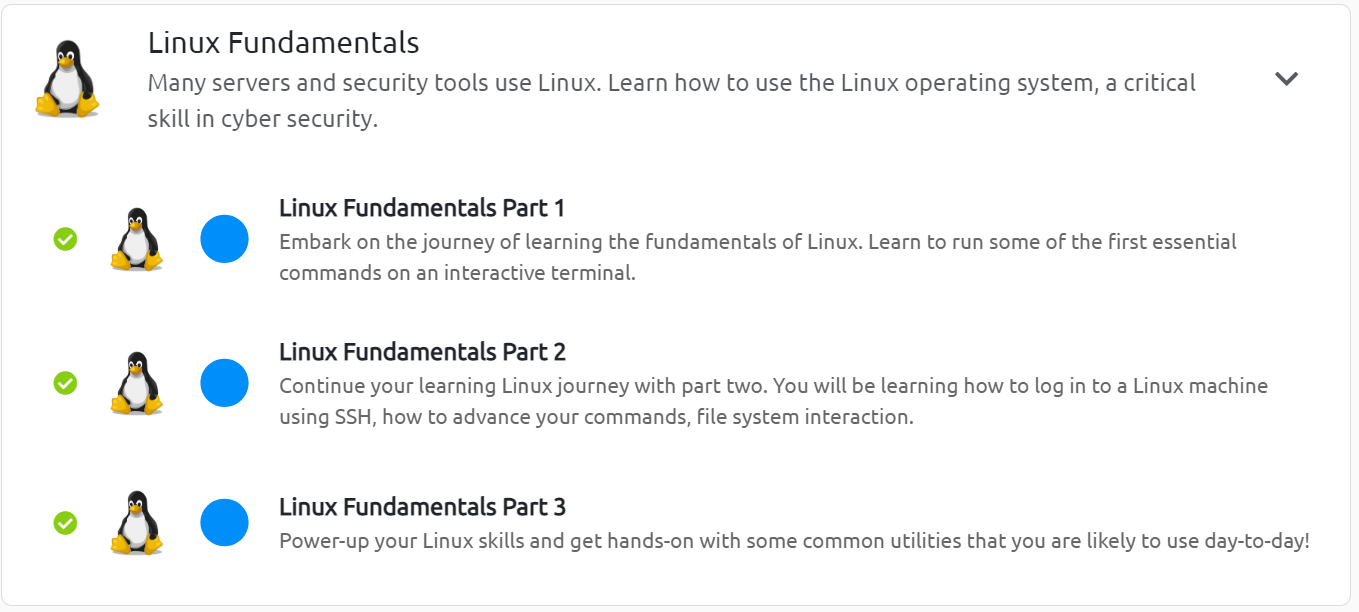 Linux Fundamentals
Many servers and security tools use Linux. Learn how to use the Linux operating system, a critical
skill in cyber security.
Linux Fundamentals Part 1
Embark on the journey of learning the fundamentals of Linux. Learn to run some of the first essential
commands on an interactive terminal.
Linux Fundamentals Part 2
Continue your learning Linux journey with part two. You will be learning how to log in to a Linux machine
using SSH, how to advance your commands, file system interaction.
Linux Fundamentals Part 3
Power-up your Linux skills and get hands-on with some common utilities that you are likely to use day-to-day!